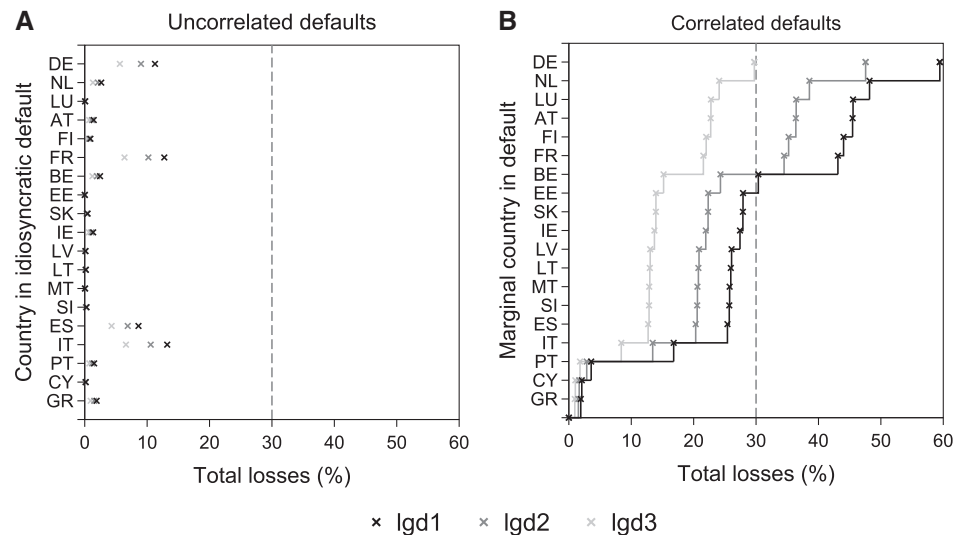 A
Uncorrelated defaults
Country in idiosyncratic default
DE
NL
LU
AT
FI
FR
BE
EE
SK
IE
LV
LT
MT
SI
ES
IT
PT
CY
GR
0 10 20 30 40 50 60
Total losses (%)
B
Correlated defaults
Marginal country in default
DE
NL
LU
AT
FI
FR
BE
EE
SK
IE
LV
LT
MT
SI
ES
IT
PT
CY
GR
0 10 20 30 40 50 60
Total losses (%)
lgd1 lgd2 lgd3